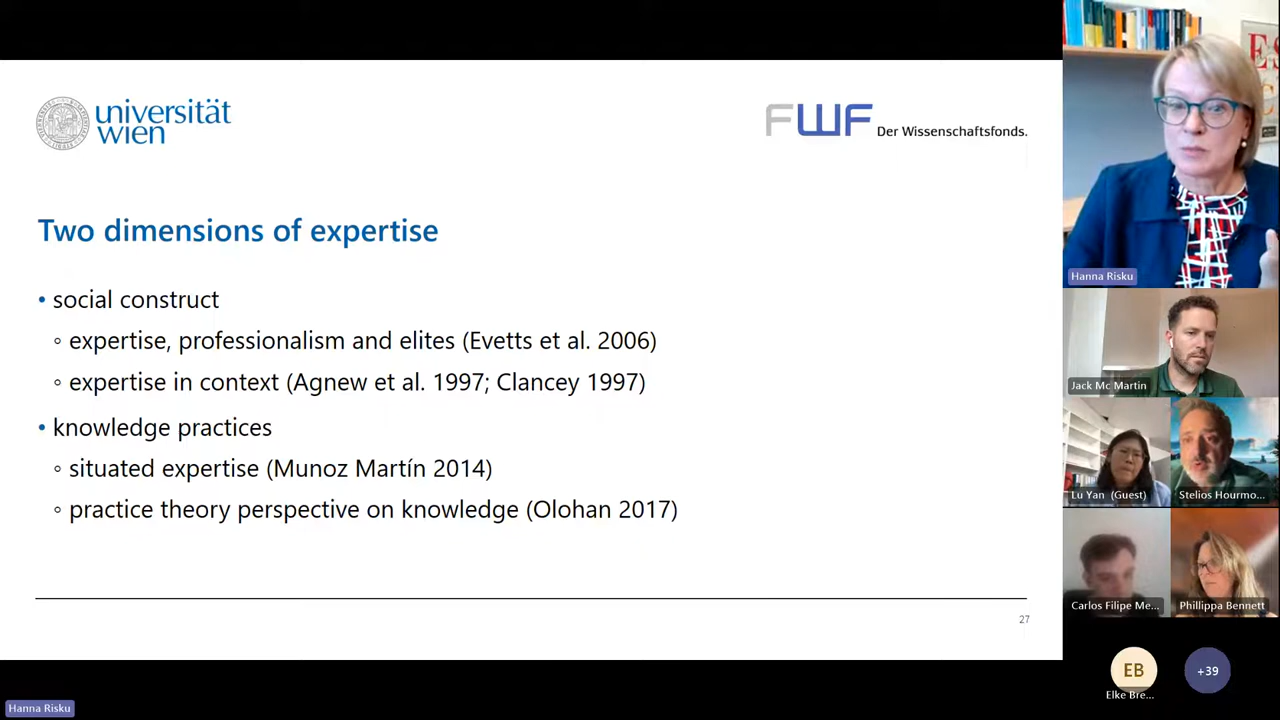 universität
wien
FWF Der Wissenschaftsfonds.
Two dimensions of expertise
• social construct
◦ expertise, professionalism and elites (Evetts et al. 2006)
◦ expertise in context (Agnew et al. 1997; Clancey 1997)
• knowledge practices
◦ situated expertise (Munoz Martín 2014)
◦ practice theory perspective on knowledge (Olohan 2017)
27
Hanna Risku
Hanna Risku
Jack Mc Martin
Lu Yan (Guest)
Stelios Hourmo...
Carlos Filipe Me...
Phillippa Bennett
EB
Elke Bre...
+39